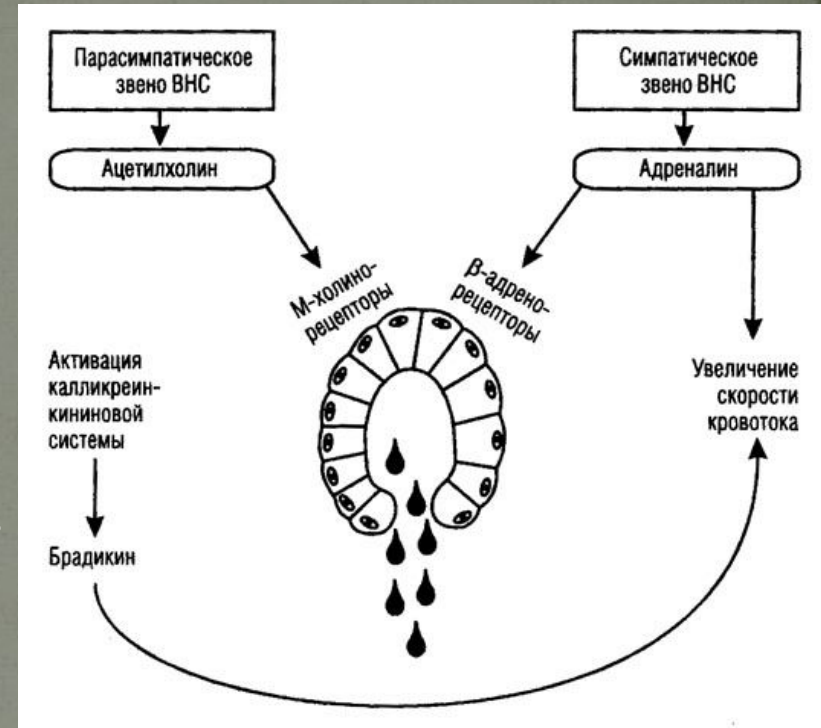 Парасимпатическое
звено ВНС
Симпатическое
звено ВНС
Ацетилхолин
Адреналин
М-холино-
рецепторы
β-адрено-
рецепторы
Активация
калликреин-
кининовой
системы
Увеличение
скорости
кровотока
Брадикин